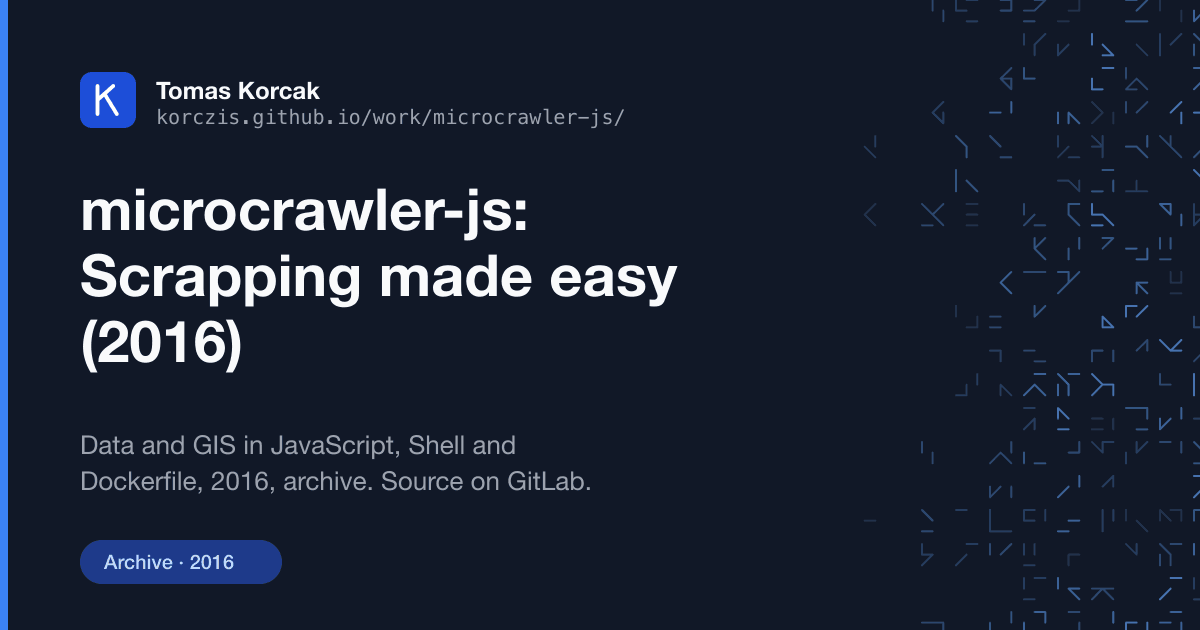 K
Tomas Korcak
korczis.github.io/work/microcrawler-js/
microcrawler-js:
Scrapping made easy
(2016)
Data and GIS in JavaScript, Shell and
Dockerfile, 2016, archive. Source on GitLab.
Archive · 2016